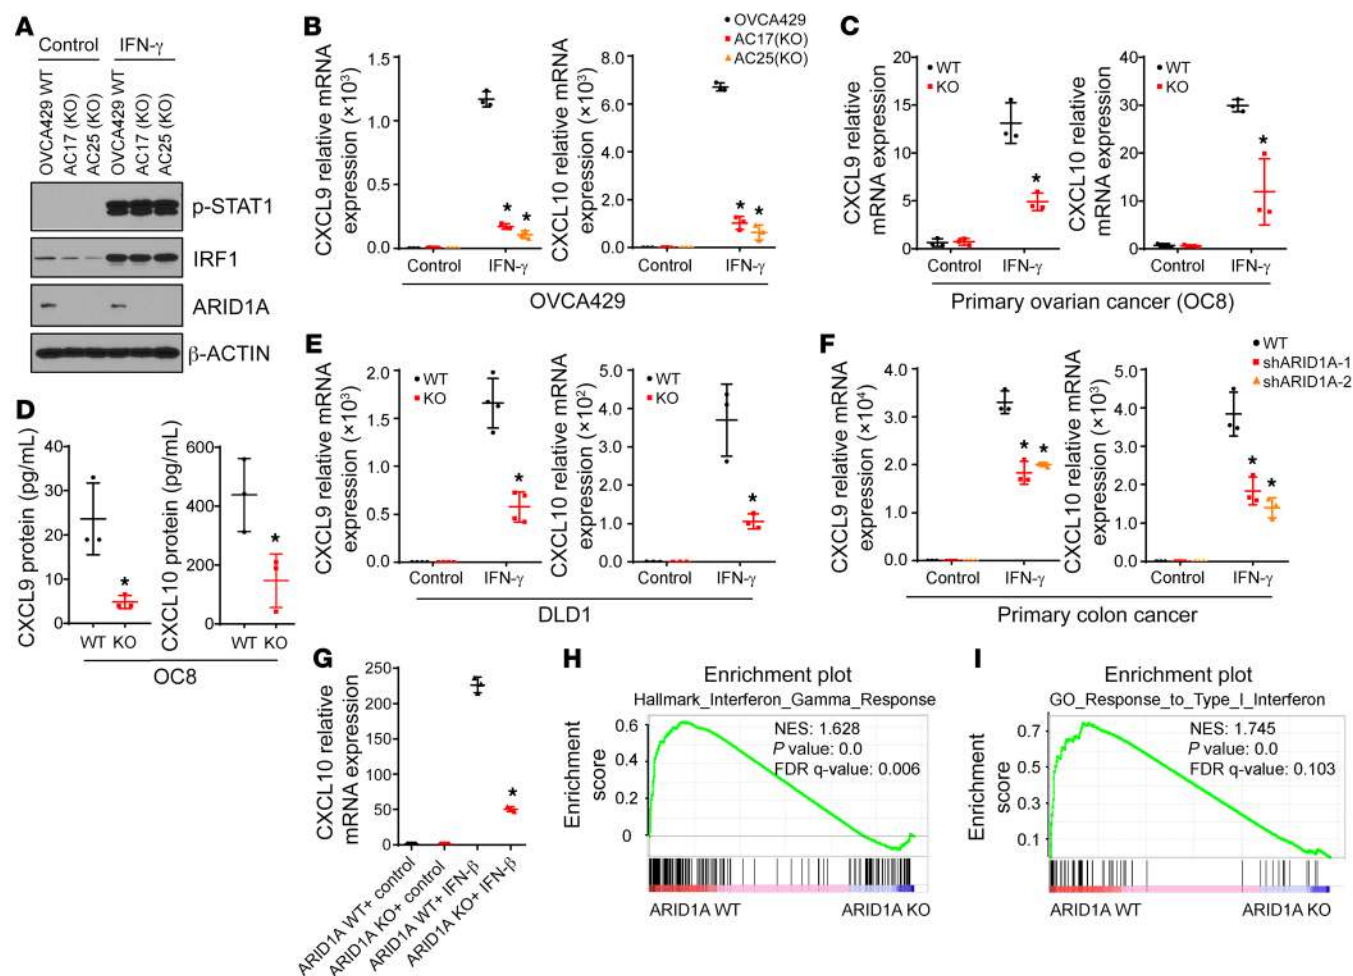 A
Control
IFN-γ
OVCA429 WT
AC17 (KO)
AC25 (KO)
OVCA429 WT
AC17 (KO)
AC25 (KO)
p-STAT1
IRF1
ARID1A
β-ACTIN
B
CXCL9 relative mRNA
expression (×10³)
1.5
1.0
0.5
0.0
Control
IFN-γ
* *
CXCL10 relative mRNA
expression (×10³)
8.0
6.0
4.0
2.0
0.0
Control
IFN-γ
* *
OVCA429
AC17(KO)
AC25(KO)
OVCA429
C
CXCL9 relative
mRNA expression
20
15
10
5
0
WT
KO
*
Control
IFN-γ
CXCL10 relative
mRNA expression
40
30
20
10
0
WT
KO
*
Control
IFN-γ
Primary ovarian cancer (OC8)
D
CXCL9 protein (pg/mL)
40
30
20
10
0
*
WT KO
CXCL10 protein (pg/mL)
600
400
200
0
*
WT KO
OC8
E
CXCL9 relative mRNA
expression (×10³)
2.0
1.5
1.0
0.5
0.0
WT
KO
*
Control
IFN-γ
CXCL10 relative mRNA
expression (×10²)
5.0
4.0
3.0
2.0
1.0
0.0
WT
KO
*
Control
IFN-γ
DLD1
F
CXCL9 relative mRNA
expression (×10⁴)
4.0
3.0
2.0
1.0
0.0
* *
Control
IFN-γ
CXCL10 relative mRNA
expression (×10³)
5.0
4.0
3.0
2.0
1.0
0.0
WT
shARID1A-1
shARID1A-2
*
*
Control
IFN-γ
Primary colon cancer
G
CXCL10 relative
mRNA expression
250
200
150
100
50
0
*
ARID1A WT+ control
ARID1A KO+ control
ARID1A WT+ IFN-β
ARID1A KO+ IFN-β
H
Enrichment plot
Hallmark_Interferon_Gamma_Response
Enrichment
score
0.6
0.4
0.2
0
NES: 1.628
P value: 0.0
FDR q-value: 0.006
ARID1A WT
ARID1A KO
I
Enrichment plot
GO_Response_to_Type_I_Interferon
Enrichment
score
0.7
0.5
0.3
0.1
NES: 1.745
P value: 0.0
FDR q-value: 0.103
ARID1A WT
ARID1A KO